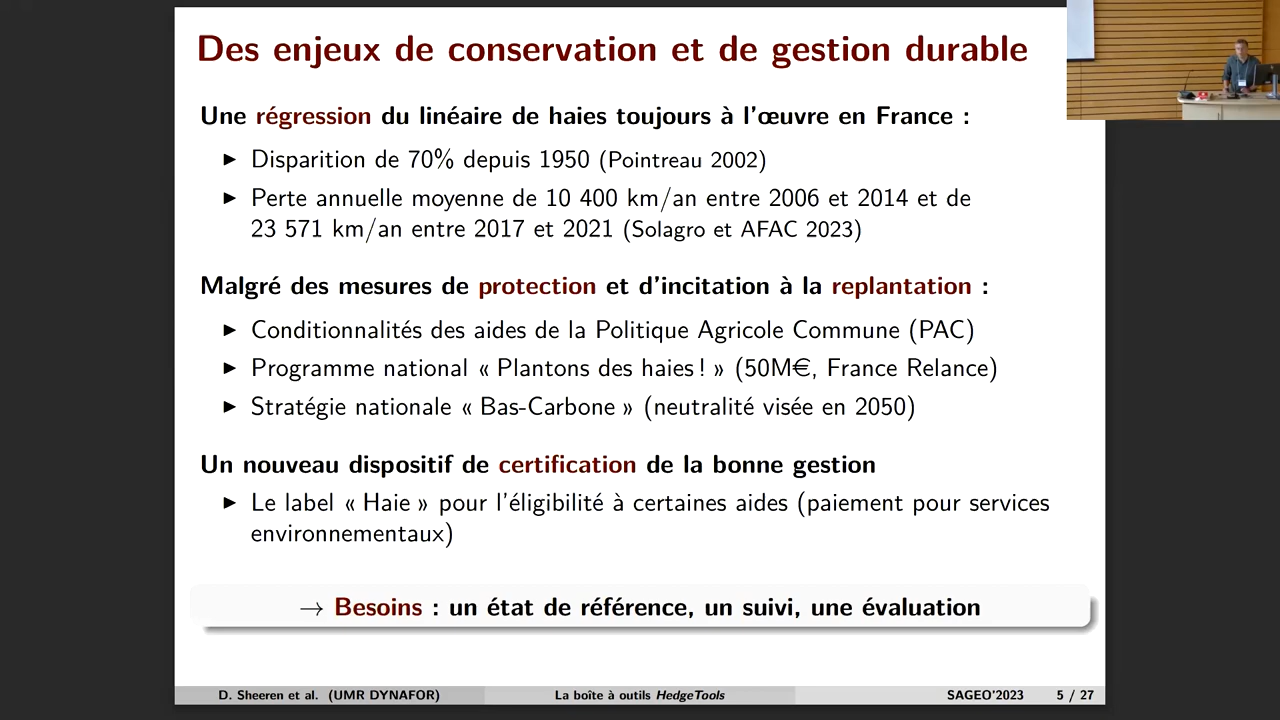 Des enjeux de conservation et de gestion durable
Une régression du linéaire de haies toujours à l'œuvre en France :
▶ Disparition de 70% depuis 1950 (Pointreau 2002)
▶ Perte annuelle moyenne de 10 400 km/an entre 2006 et 2014 et de
23 571 km/an entre 2017 et 2021 (Solagro et AFAC 2023)
Malgré des mesures de protection et d'incitation à la replantation :
▶ Conditionnalités des aides de la Politique Agricole Commune (PAC)
▶ Programme national « Plantons des haies ! » (50M€, France Relance)
▶ Stratégie nationale « Bas-Carbone » (neutralité visée en 2050)
Un nouveau dispositif de certification de la bonne gestion
▶ Le label « Haie » pour l'éligibilité à certaines aides (paiement pour services
environnementaux)
→ Besoins : un état de référence, un suivi, une évaluation
D. Sheeren et al. (UMR DYNAFOR) La boîte à outils HedgeTools SAGEO'2023 5 / 27